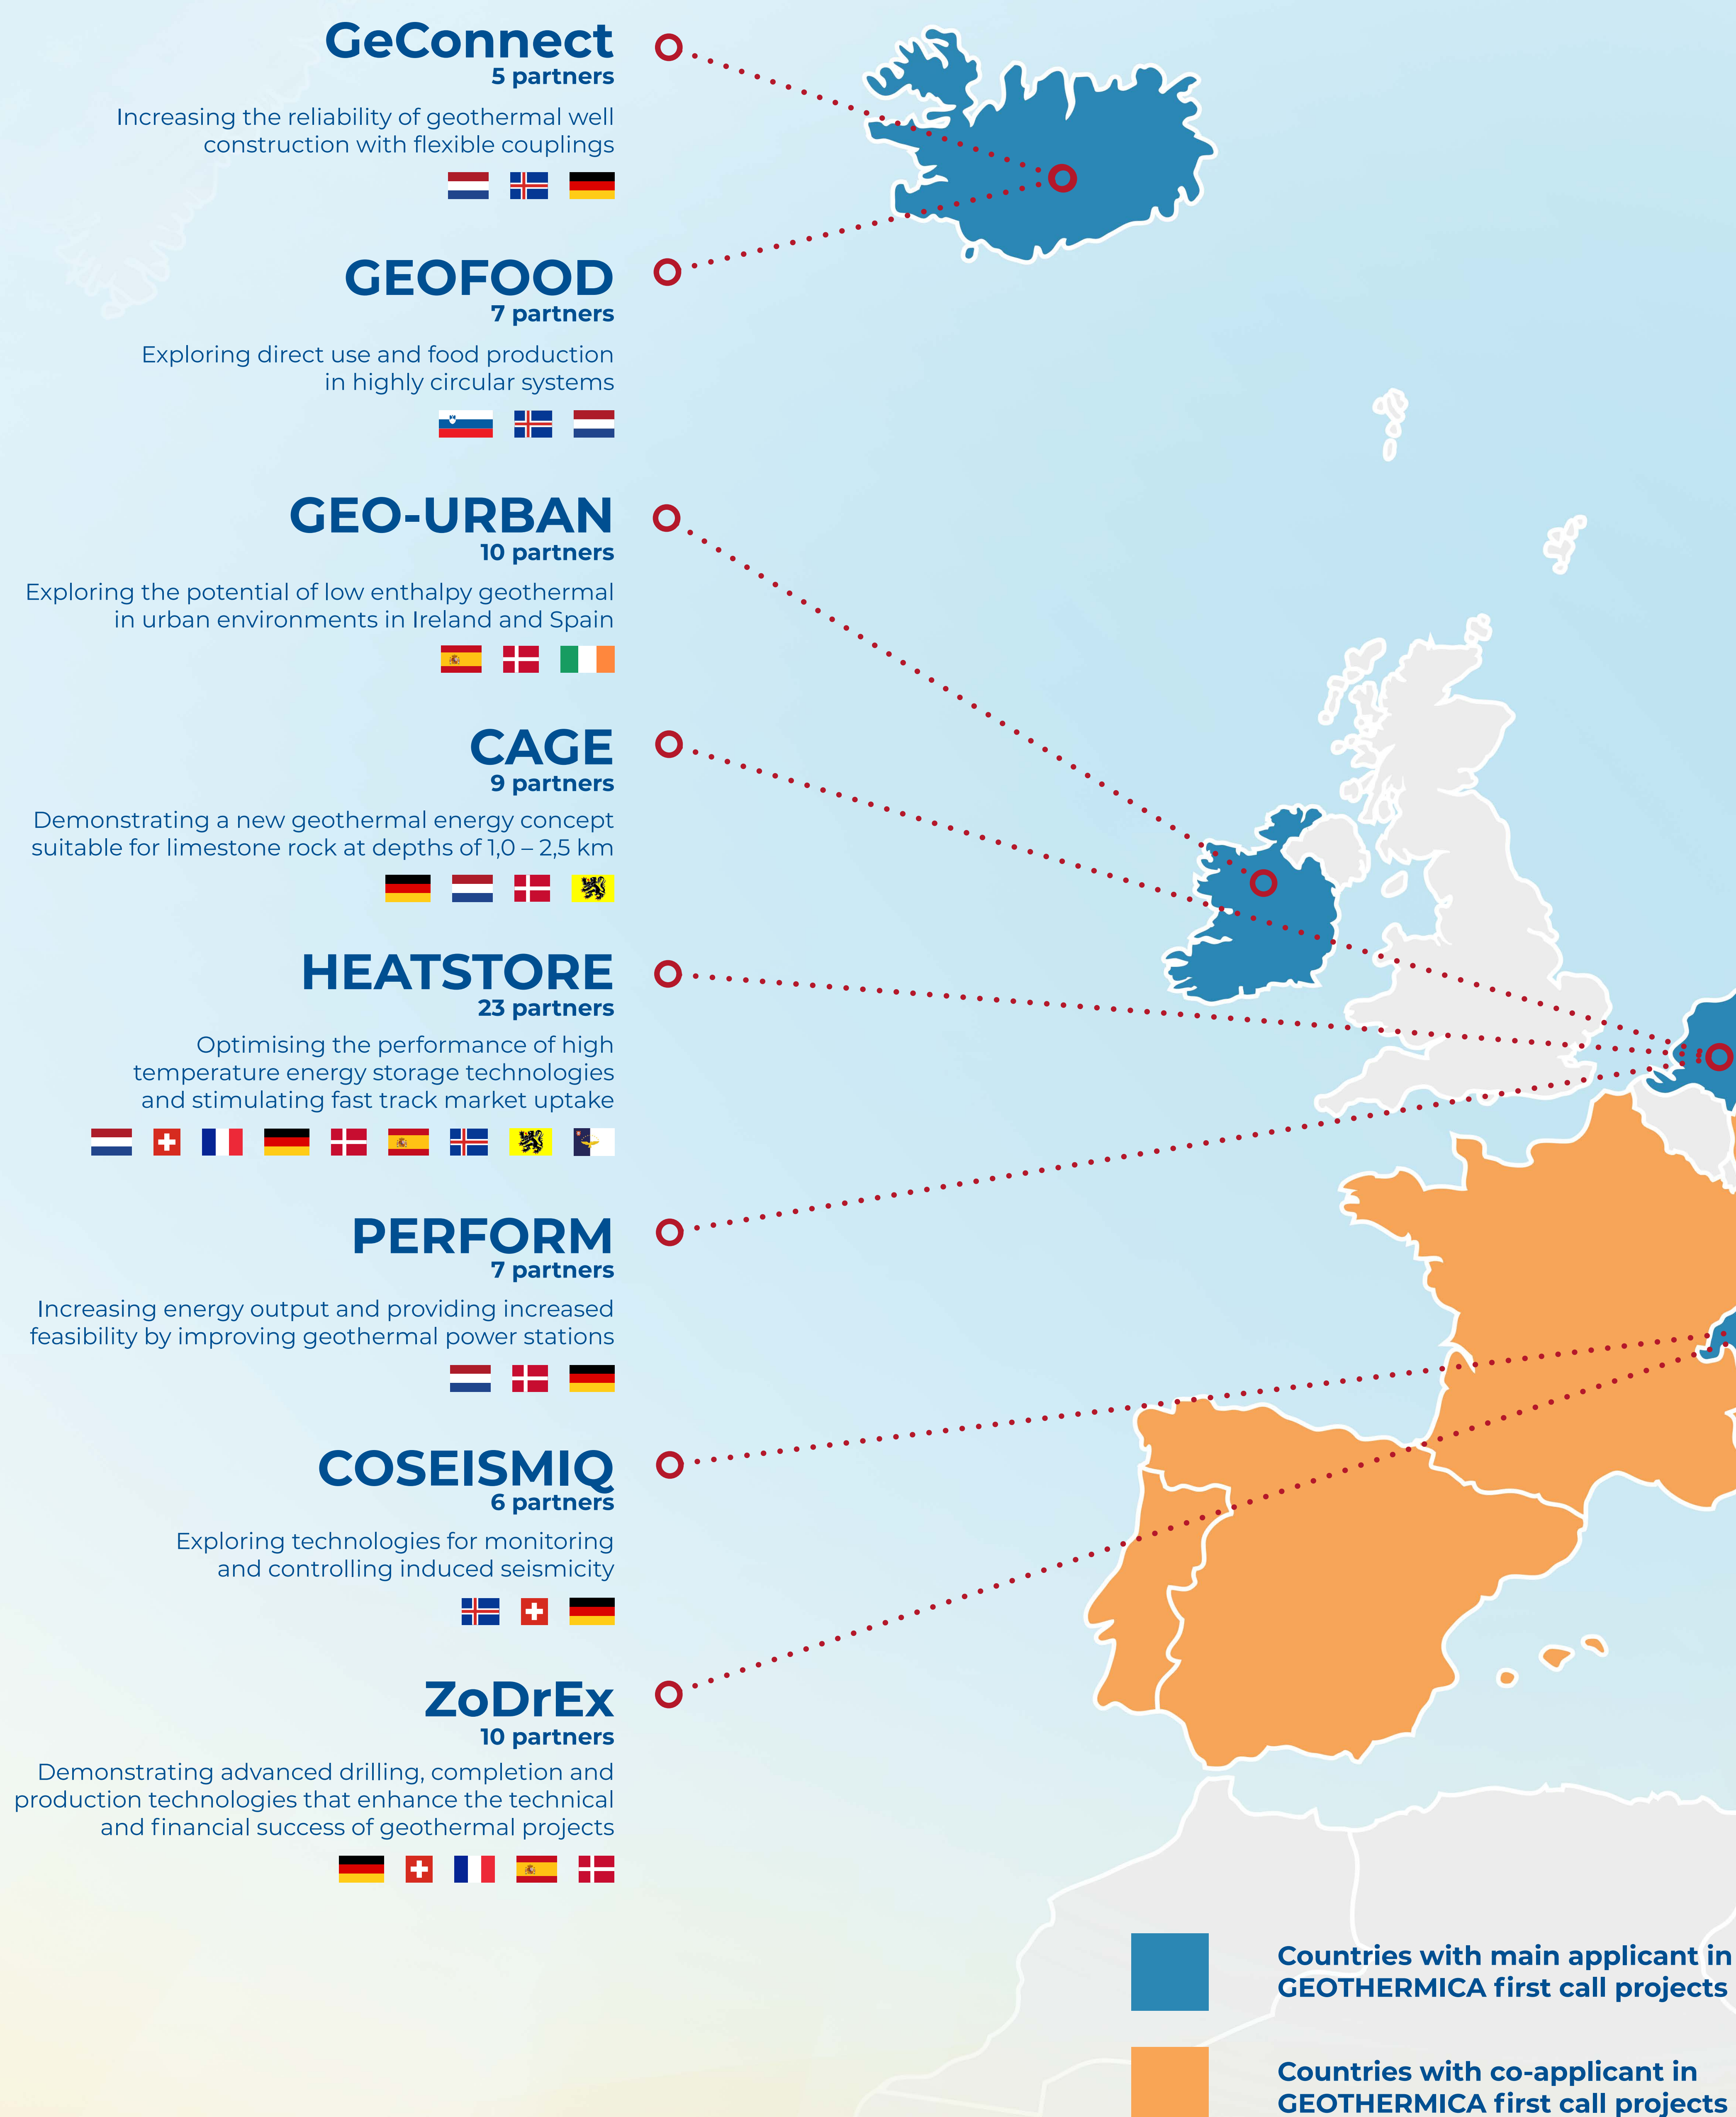 GeConnect
5 partners
Increasing the reliability of geothermal well
construction with flexible couplings
GEOFOOD
7 partners
Exploring direct use and food production
in highly circular systems
GEO-URBAN
10 partners
Exploring the potential of low enthalpy geothermal
in urban environments in Ireland and Spain
CAGE
9 partners
Demonstrating a new geothermal energy concept
suitable for limestone rock at depths of 1,0 – 2,5 km
HEATSTORE
23 partners
Optimising the performance of high
temperature energy storage technologies
and stimulating fast track market uptake
PERFORM
7 partners
Increasing energy output and providing increased
feasibility by improving geothermal power stations
COSEISMIQ
6 partners
Exploring technologies for monitoring
and controlling induced seismicity
ZoDrEx
10 partners
Demonstrating advanced drilling, completion and
production technologies that enhance the technical
and financial success of geothermal projects
Countries with main applicant in
GEOTHERMICA first call projects
Countries with co-applicant in
GEOTHERMICA first call projects